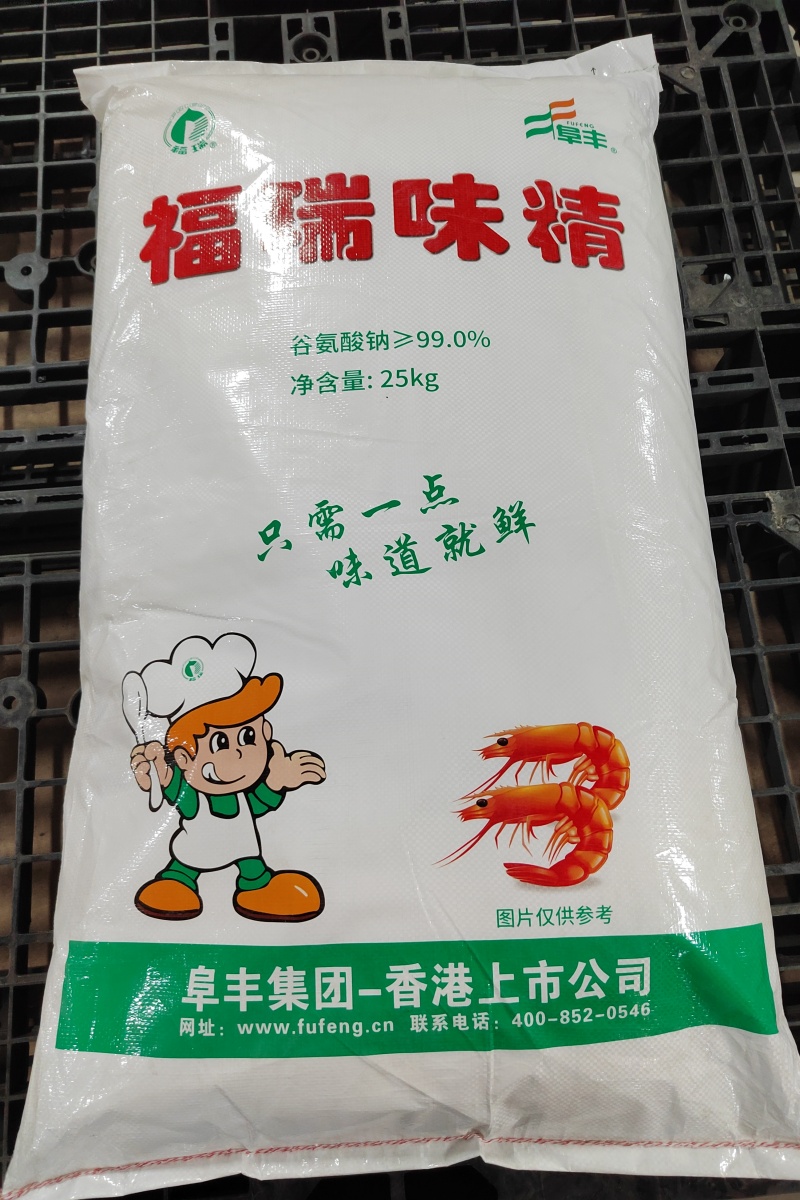 FUFENG
阜丰
福瑞味精
谷氨酸钠≥99.0%
净含量: 25kg
只需一点
味道就鲜
图片仅供参考
阜丰集团-香港上市公司
网址: www.fufeng.cn 联系电话: 400-852-0546